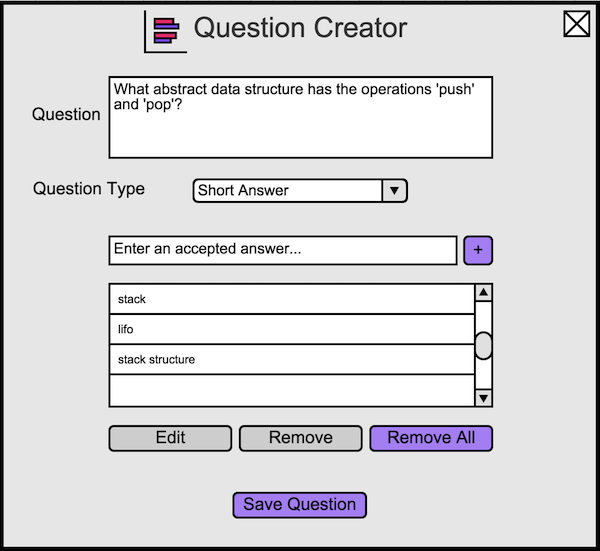 Question Creator
Question
What abstract data structure has the operations 'push'
and 'pop'?
Question Type
Short Answer
Enter an accepted answer...
+
stack
lifo
stack structure
Edit
Remove
Remove All
Save Question